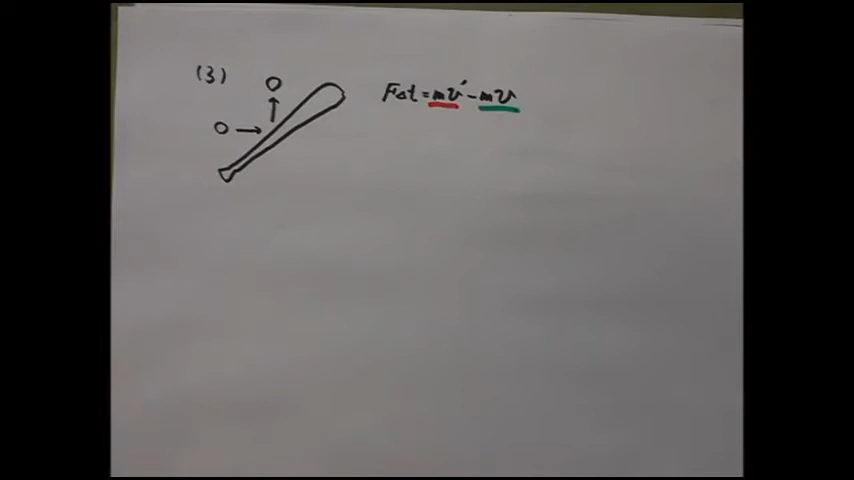 (3)
FΔt = mv' - mv